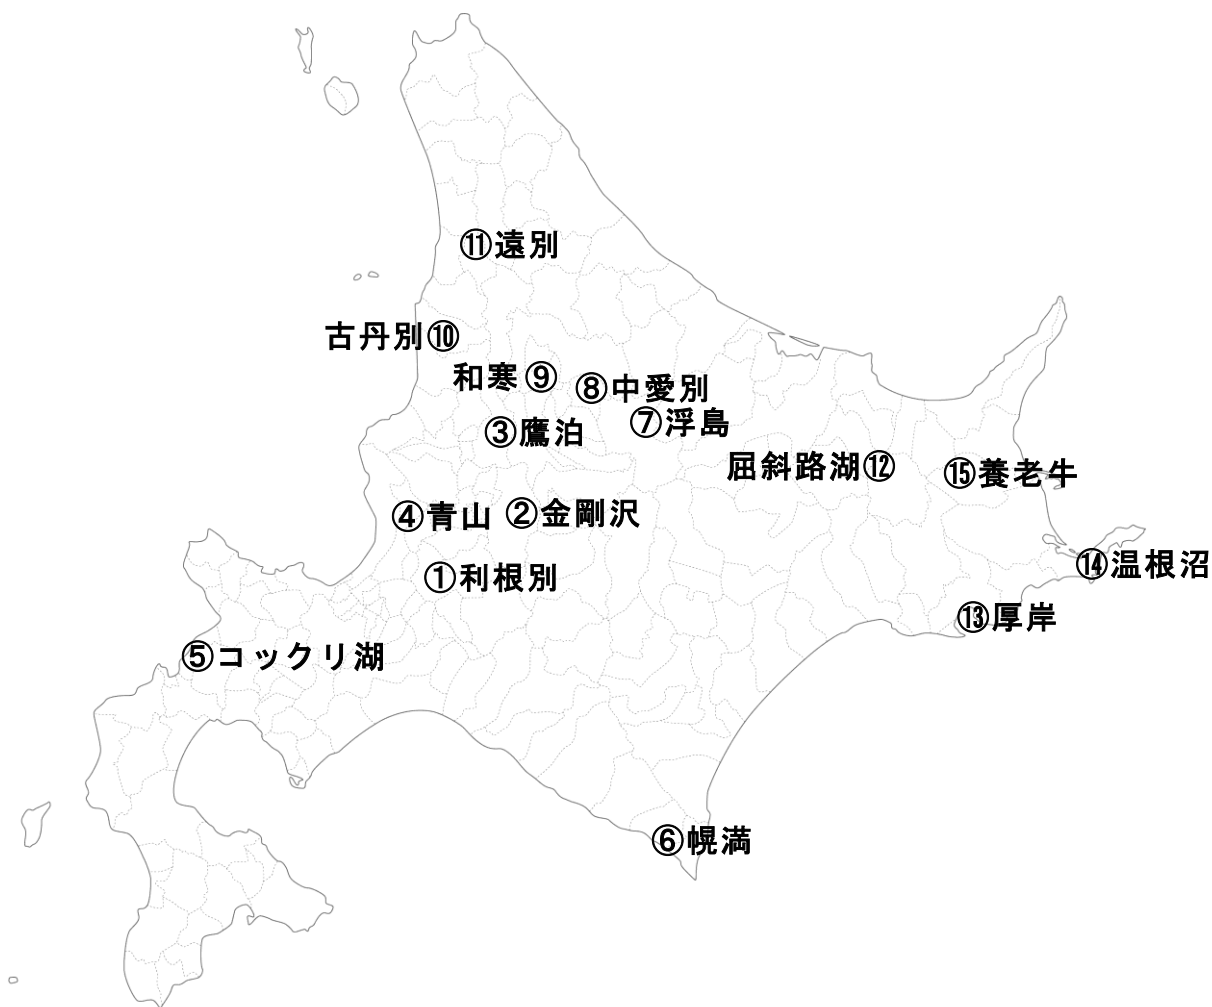 ⑪遠別
古丹別⑩
和寒⑨
⑧中愛別
⑦浮島
③鷹泊
屈斜路湖⑫
⑮養老牛
④青山
②金剛沢
⑭温根沼
①利根別
⑬厚岸
⑤コックリ湖
⑥幌満